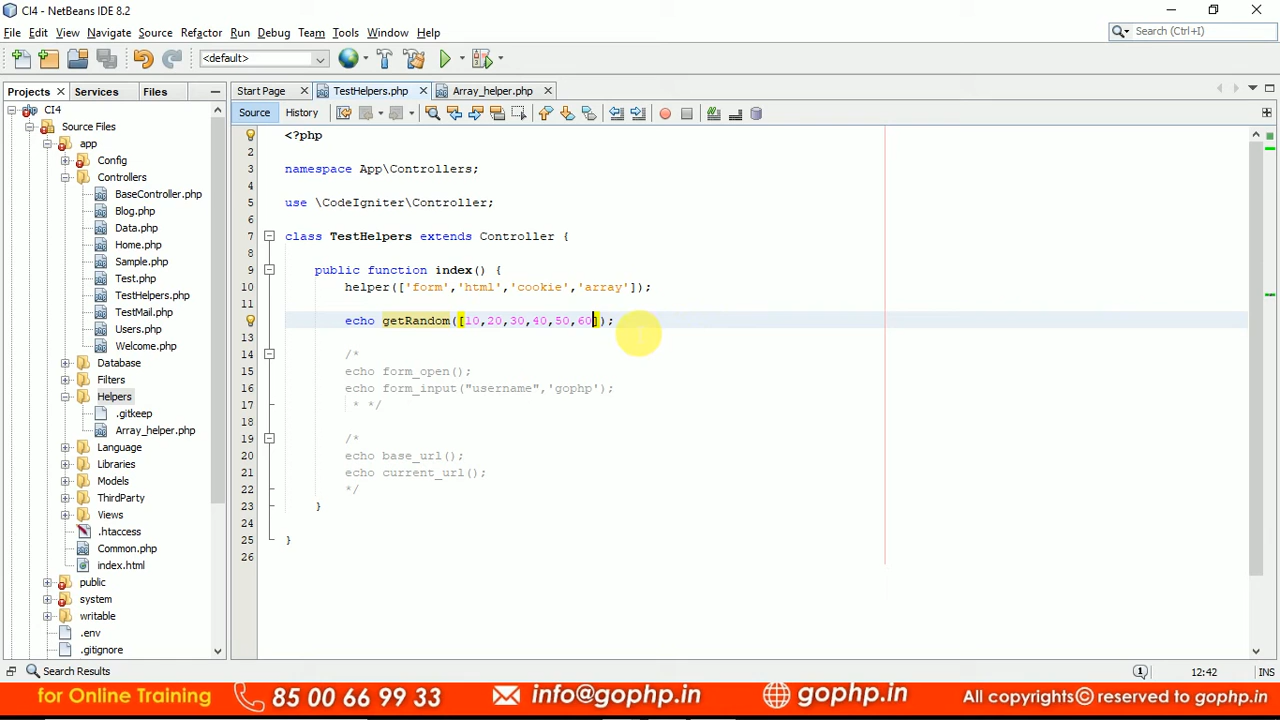 CI4 - NetBeans IDE 8.2
File Edit View Navigate Source Refactor Run Debug Team Tools Window Help
Search (Ctrl+I)
<default>
Projects Services Files
Start Page TestHelpers.php Array_helper.php
Source History
CI4
Source Files
app
Config
Controllers
BaseController.php
Blog.php
Data.php
Home.php
Sample.php
Test.php
TestHelpers.php
TestMail.php
Users.php
Database
Filters
Helpers
.gitkeep
Array_helper.php
Language
Libraries
Models
ThirdParty
Views
.htaccess
Common.php
index.html
public
system
writable
.env
.gitignore
<?php
2
3 namespace App\Controllers;
4
5 use \CodeIgniter\Controller;
6
7 class TestHelpers extends Controller {
8
9 public function index() {
10 helper(['form','html','cookie','array']);
11
echo getRandom([10,20,30,40,50,60]);
13
14 /*
15 echo form_open();
16 echo form_input("username",'gophp');
17 * */
18
19 /*
20 echo base_url();
21 echo current_url();
22 */
23 }
24
25 }
26
Search Results
1
12:42
INS
for Online Training 85 00 66 99 33 info@gophp.in gophp.in All copyrights® reserved to gophp.in